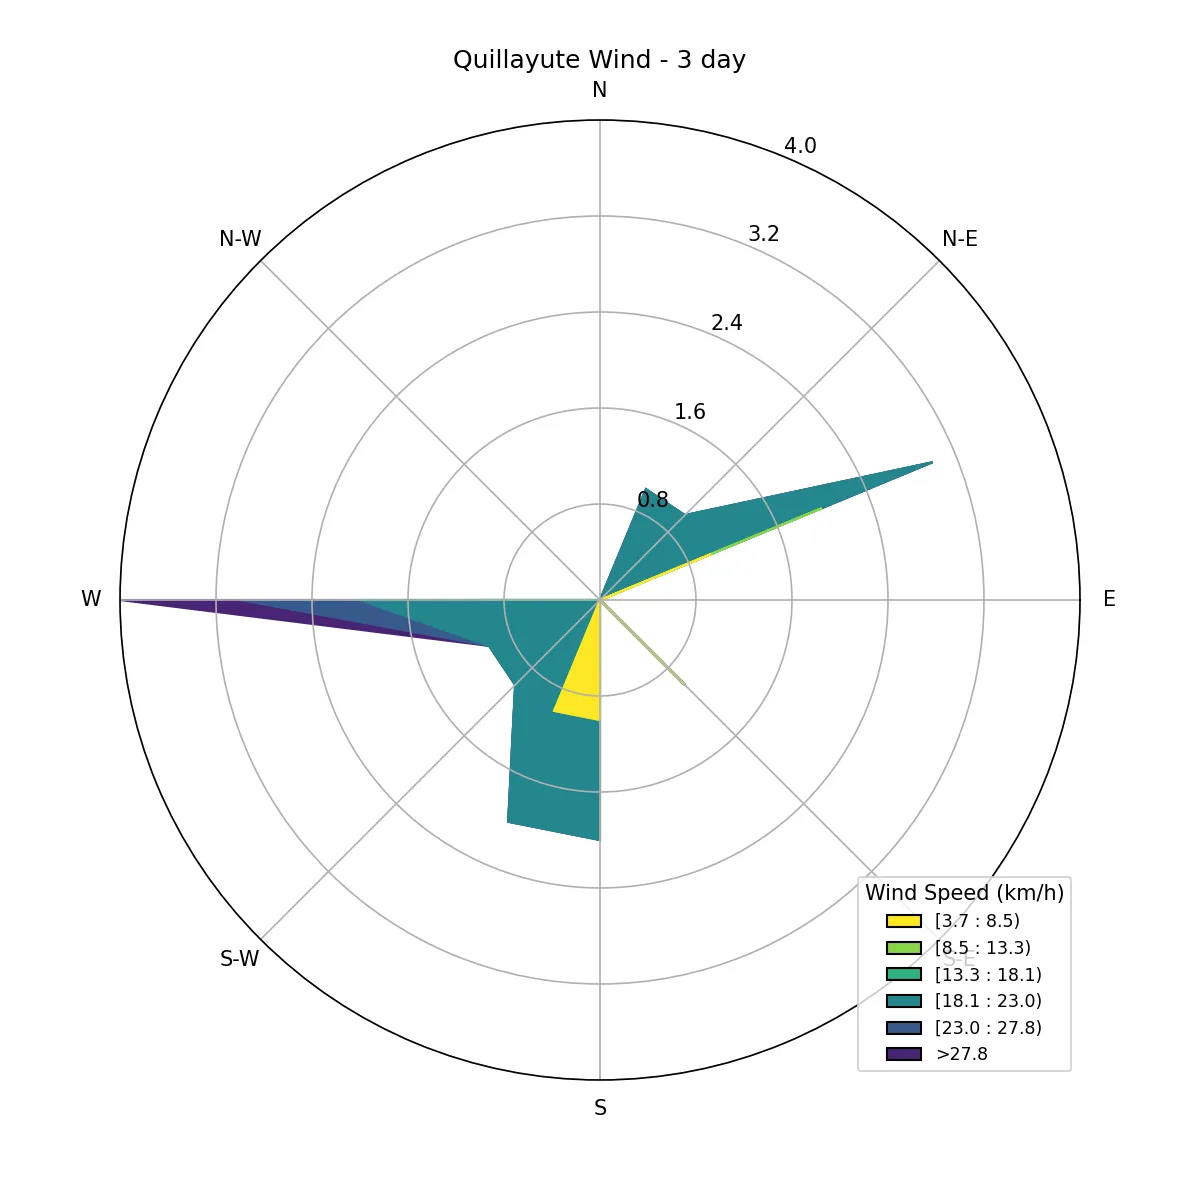 Quillayute Wind - 3 day
N
4.0
N-W
3.2
N-E
2.4
1.6
0.8
W
E
S-W
S-E
S
Wind Speed (km/h)
[3.7 : 8.5)
[8.5 : 13.3)
[13.3 : 18.1)
[18.1 : 23.0)
[23.0 : 27.8)
>27.8